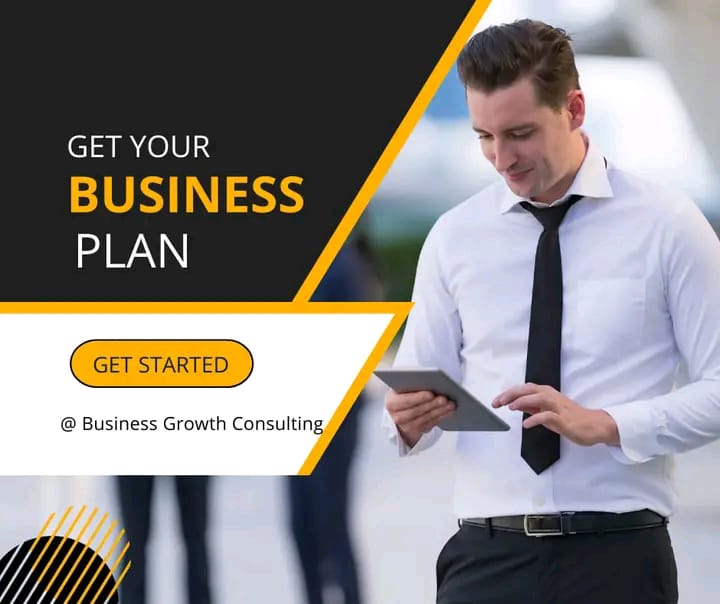 GET YOUR
BUSINESS
PLAN
GET STARTED
@ Business Growth Consulting